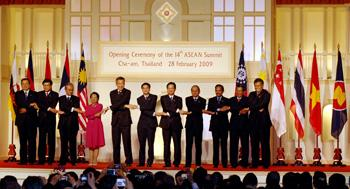 Opening Ceremony of the 14th ASEAN Summit
Cha-am, Thailand - 28 February 2009